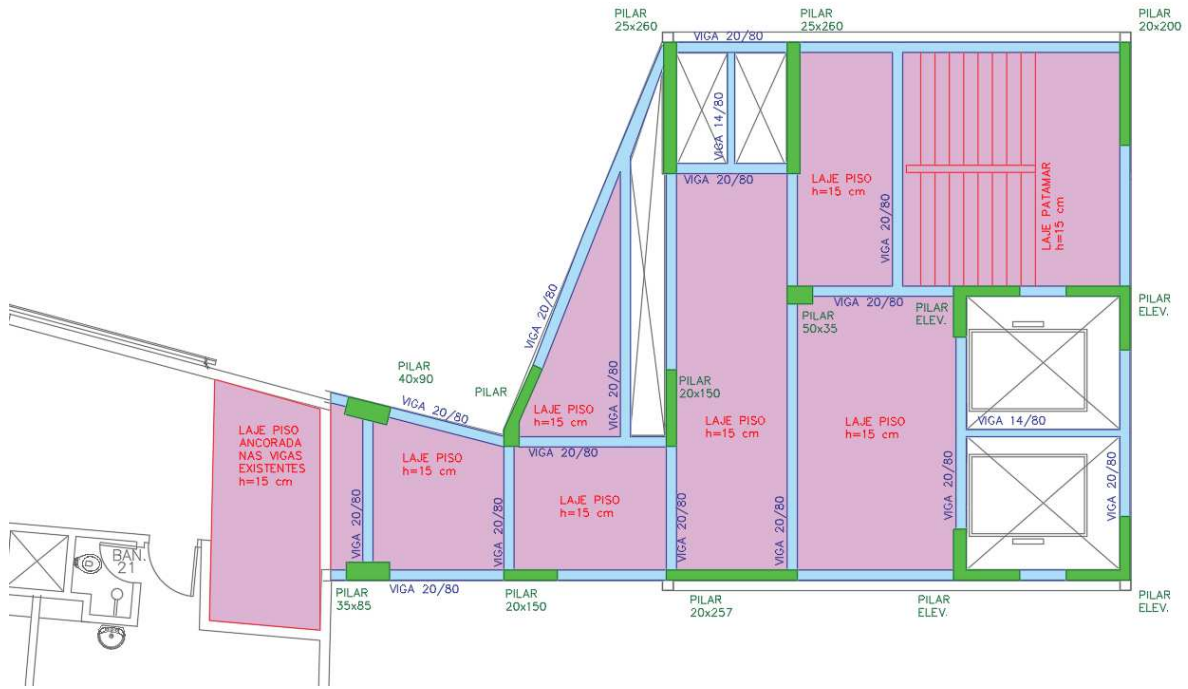 PILAR
25x260
VIGA 20/80
PILAR
25x260
PILAR
20x200
VIGA 14/80
VIGA 20/80
LAJE PISO
h=15 cm
VIGA 20/80
LAJE PATAMAR
h=15 cm
VIGA 20/80
VIGA 20/80
PILAR
50x35
PILAR
ELEV.
PILAR
ELEV.
PILAR
40x90
PILAR
VIGA 20/80
PILAR
20x150
VIGA 20/80
LAJE PISO
h=15 cm
LAJE PISO
h=15 cm
LAJE PISO
h=15 cm
VIGA 14/80
LAJE PISO
ANCORADA
NAS VIGAS
EXISTENTES
h=15 cm
LAJE PISO
h=15 cm
VIGA 20/80
LAJE PISO
h=15 cm
VIGA 20/80
VIGA 20/80
VIGA 20/80
VIGA 20/80
VIGA 20/80
VIGA 20/80
BAN.
21
PILAR
35x85
VIGA 20/80
PILAR
20x150
PILAR
20x257
PILAR
ELEV.
PILAR
ELEV.